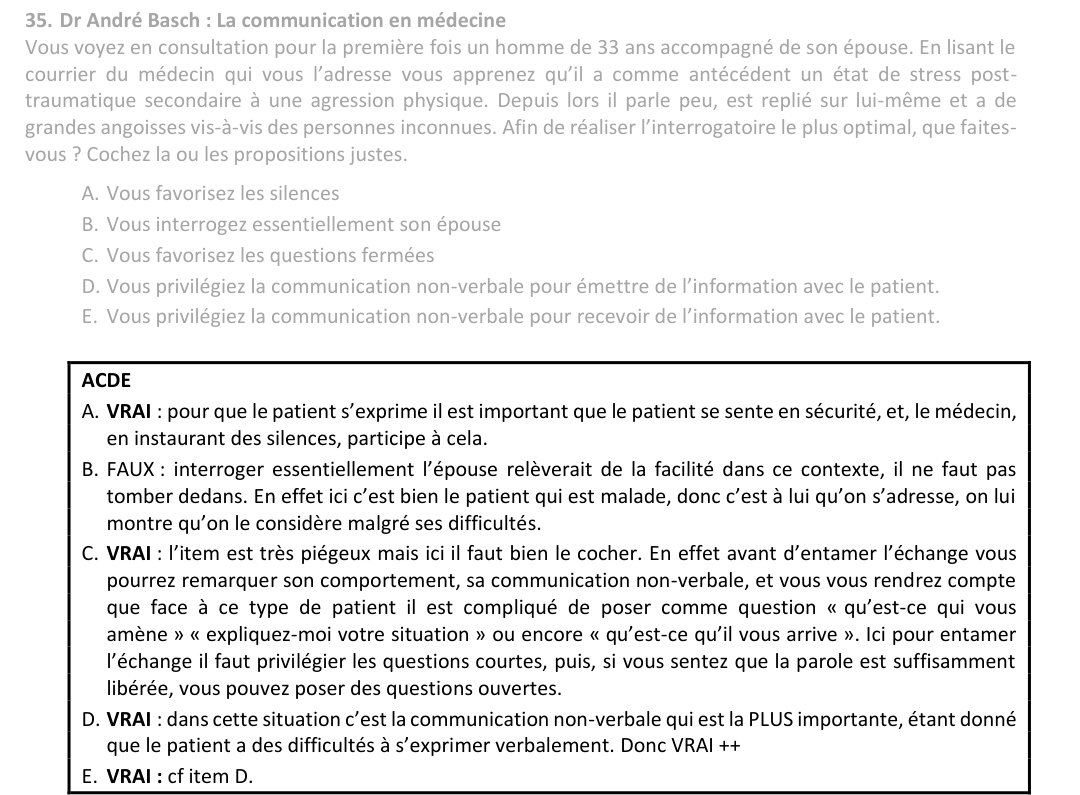 35. Dr André Basch : La communication en médecine
Vous voyez en consultation pour la première fois un homme de 33 ans accompagné de son épouse. En lisant le
courrier du médecin qui vous l’adresse vous apprenez qu’il a comme antécédent un état de stress post-
traumatique secondaire à une agression physique. Depuis lors il parle peu, est replié sur lui-même et a de
grandes angoisses vis-à-vis des personnes inconnues. Afin de réaliser l’interrogatoire le plus optimal, que faites-
vous ? Cochez la ou les propositions justes.
A. Vous favorisez les silences
B. Vous interrogez essentiellement son épouse
C. Vous favorisez les questions fermées
D. Vous privilégiez la communication non-verbale pour émettre de l’information avec le patient.
E. Vous privilégiez la communication non-verbale pour recevoir de l’information avec le patient.
ACDE
A. VRAI : pour que le patient s’exprime il est important que le patient se sente en sécurité, et, le médecin,
en instaurant des silences, participe à cela.
B. FAUX : interroger essentiellement l’épouse relèverait de la facilité dans ce contexte, il ne faut pas
tomber dedans. En effet ici c’est bien le patient qui est malade, donc c’est à lui qu’on s’adresse, on lui
montre qu’on le considère malgré ses difficultés.
C. VRAI : l’item est très piégeux mais ici il faut bien le cocher. En effet avant d’entamer l’échange vous
pourrez remarquer son comportement, sa communication non-verbale, et vous vous rendrez compte
que face à ce type de patient il est compliqué de poser comme question « qu’est-ce qui vous
amène » « expliquez-moi votre situation » ou encore « qu’est-ce qu’il vous arrive ». Ici pour entamer
l’échange il faut privilégier les questions courtes, puis, si vous sentez que la parole est suffisamment
libérée, vous pouvez poser des questions ouvertes.
D. VRAI : dans cette situation c’est la communication non-verbale qui est la PLUS importante, étant donné
que le patient a des difficultés à s’exprimer verbalement. Donc VRAI ++
E. VRAI : cf item D.